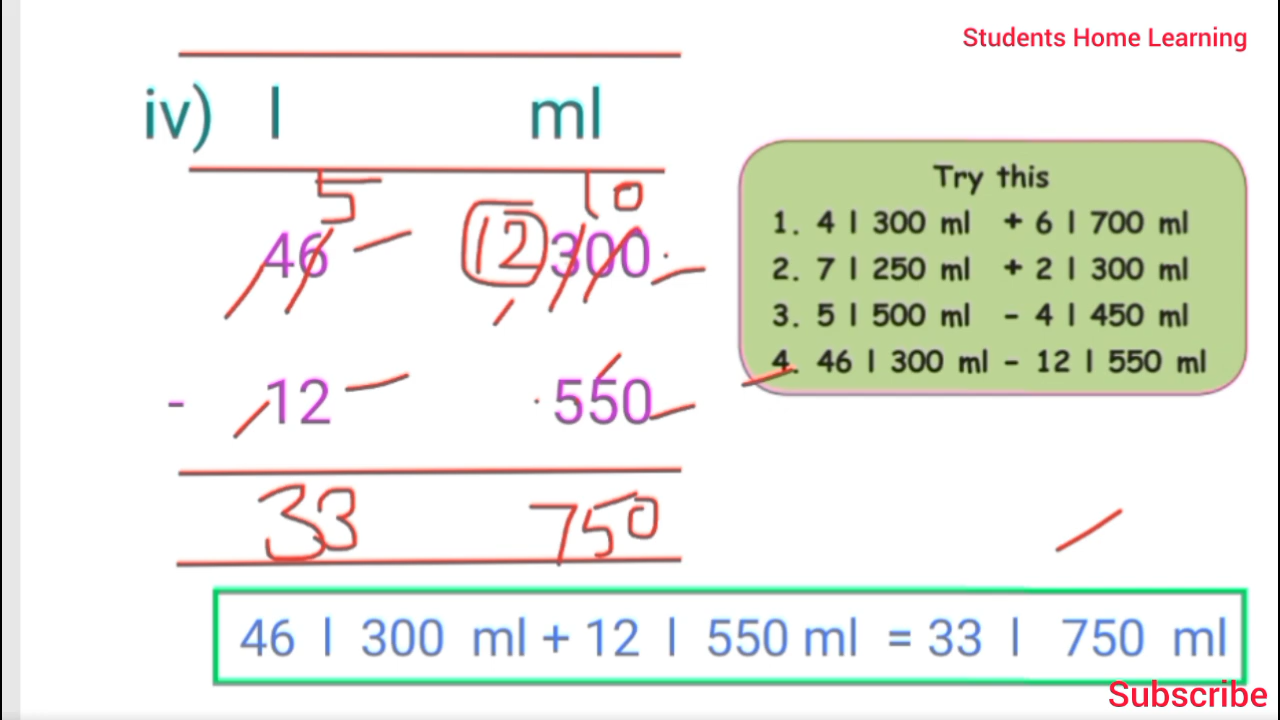 Students Home Learning
iv) l ml
5 10
46 12 300
- 12 550
33 750
Try this
1. 4 l 300 ml + 6 l 700 ml
2. 7 l 250 ml + 2 l 300 ml
3. 5 l 500 ml - 4 l 450 ml
4. 46 l 300 ml - 12 l 550 ml
46 l 300 ml + 12 l 550 ml = 33 l 750 ml
Subscribe